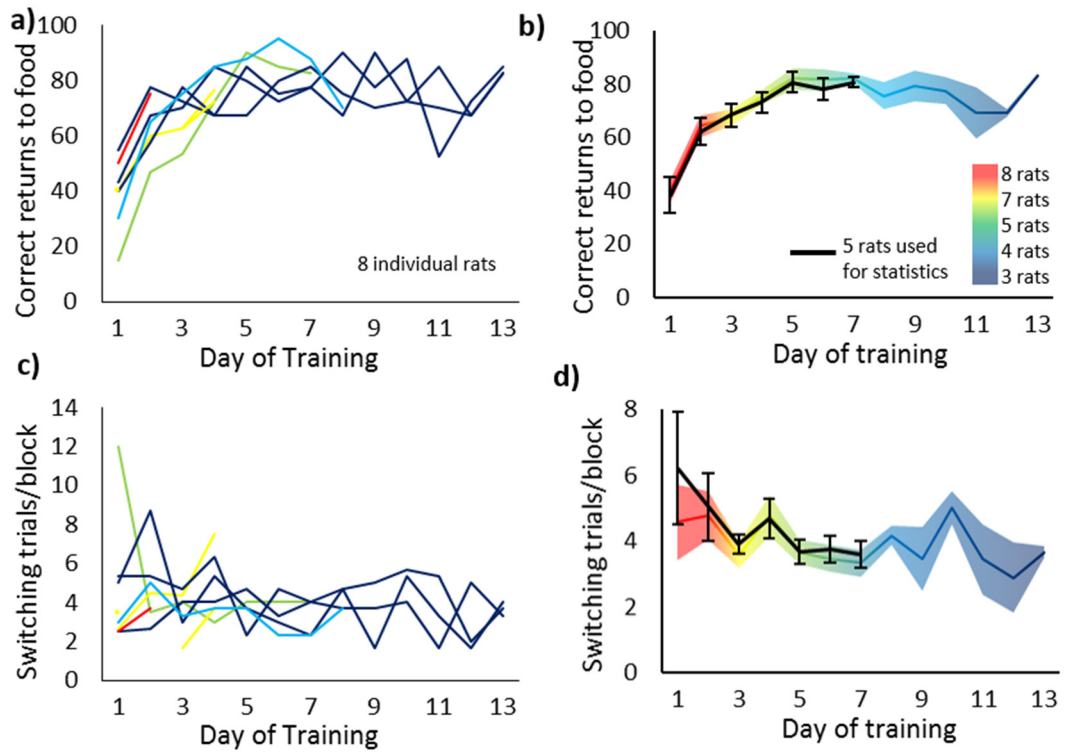 a)
Correct returns to food
100
80
60
40
20
0
8 individual rats
1 3 5 7 9 11 13
Day of Training
b)
Correct returns to food
100
80
60
40
20
0
5 rats used
for statistics
8 rats
7 rats
5 rats
4 rats
3 rats
1 3 5 7 9 11 13
Day of training
c)
Switching trials/block
14
12
10
8
6
4
2
0
1 3 5 7 9 11 13
Day of Training
d)
Switching trials/block
8
6
4
2
0
1 3 5 7 9 11 13
Day of training